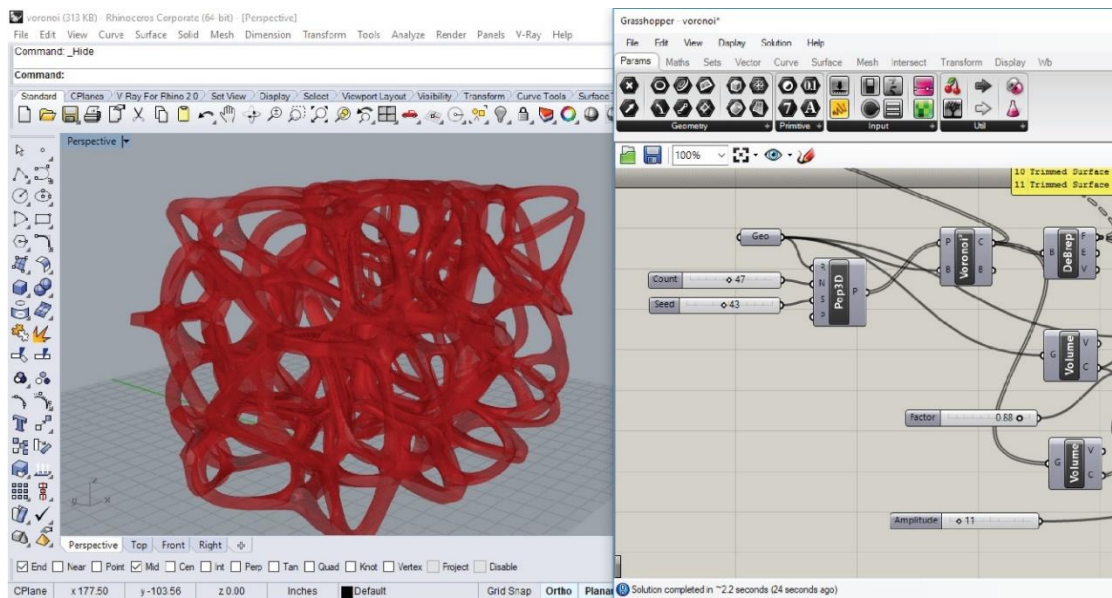 voronoi (313 KB) - Rhinoceros Corporate (64-bit) - [Perspective]
File Edit View Curve Surface Solid Mesh Dimension Transform Tools Analyze Render Panels V-Ray Help
Command: _Hide
Command:
Standard CPlanes V-Ray For Rhino 2.0 Set View Display Select Viewport Layout Visibility Transform Curve Tools Surface
Perspective
z
y x
Perspective Top Front Right
End Near Point Mid Cen Int Perp Tan Quad Knot Vertex Project Disable
CPlane x 177.50 y -103.56 z 0.00 Inches Default Grid Snap Ortho Planar
Grasshopper - voronoi*
File Edit View Display Solution Help
Params Maths Sets Vector Curve Surface Mesh Intersect Transform Display Wb
Geometry Primitive Input Util
100%
10 Trimmed Surface
11 Trimmed Surface
Geo
P B Voronoi³ C B
B DeBrep F E V
Count 47
Seed 43
R N S P Pop3D P
G Volume V C
Factor 0.88
G Volume V C
Amplitude 11
Solution completed in ~2.2 seconds (24 seconds ago)